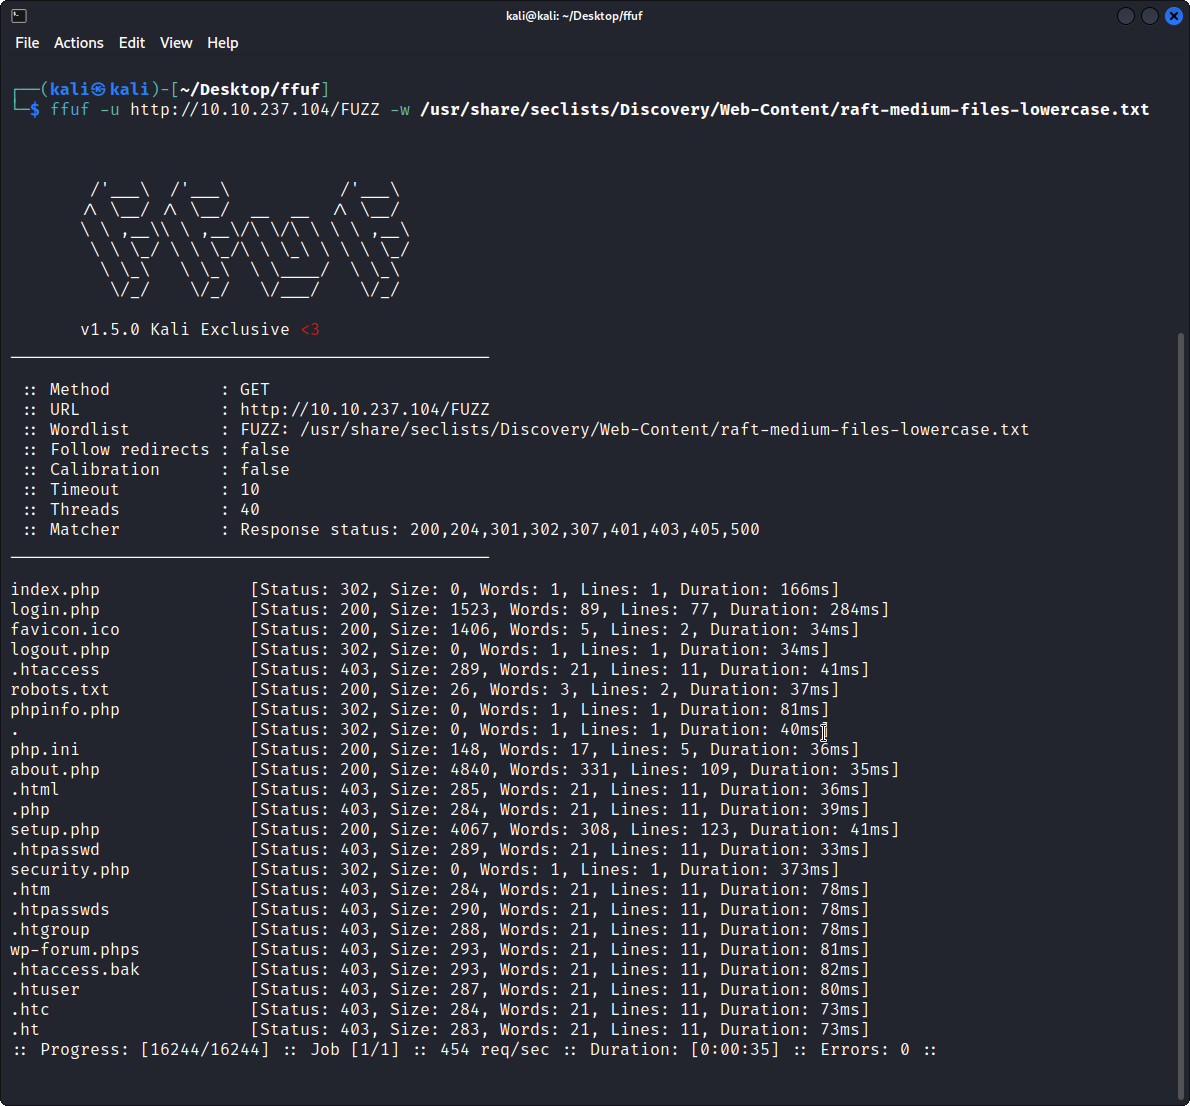 kali@kali: ~/Desktop/ffuf
File Actions Edit View Help
┌──(kali㉿kali)-[~/Desktop/ffuf]
└─$ ffuf -u http://10.10.237.104/FUZZ -w /usr/share/seclists/Discovery/Web-Content/raft-medium-files-lowercase.txt
        /'___\  /'___\           /'___\
       /\ \__/ /\ \__/  __  __  /\ \__/
       \ \ ,__\\ \ ,__\/\ \/\ \ \ \ ,__\
        \ \ \_/ \ \ \_/\ \ \_\ \ \ \ \_/
         \ \_\   \ \_\  \ \____/  \ \_\
          \/_/    \/_/   \/___/    \/_/
v1.5.0 Kali Exclusive <3
________________________________________________
:: Method           : GET
:: URL              : http://10.10.237.104/FUZZ
:: Wordlist         : FUZZ: /usr/share/seclists/Discovery/Web-Content/raft-medium-files-lowercase.txt
:: Follow redirects : false
:: Calibration      : false
:: Timeout          : 10
:: Threads          : 40
:: Matcher          : Response status: 200,204,301,302,307,401,403,405,500
________________________________________________
index.php               [Status: 302, Size: 0, Words: 1, Lines: 1, Duration: 166ms]
login.php               [Status: 200, Size: 1523, Words: 89, Lines: 77, Duration: 284ms]
favicon.ico             [Status: 200, Size: 1406, Words: 5, Lines: 2, Duration: 34ms]
logout.php              [Status: 302, Size: 0, Words: 1, Lines: 1, Duration: 34ms]
.htaccess               [Status: 403, Size: 289, Words: 21, Lines: 11, Duration: 41ms]
robots.txt              [Status: 200, Size: 26, Words: 3, Lines: 2, Duration: 37ms]
phpinfo.php             [Status: 302, Size: 0, Words: 1, Lines: 1, Duration: 81ms]
.                       [Status: 302, Size: 0, Words: 1, Lines: 1, Duration: 40ms]
php.ini                 [Status: 200, Size: 148, Words: 17, Lines: 5, Duration: 36ms]
about.php               [Status: 200, Size: 4840, Words: 331, Lines: 109, Duration: 35ms]
.html                   [Status: 403, Size: 285, Words: 21, Lines: 11, Duration: 36ms]
.php                    [Status: 403, Size: 284, Words: 21, Lines: 11, Duration: 39ms]
setup.php               [Status: 200, Size: 4067, Words: 308, Lines: 123, Duration: 41ms]
.htpasswd               [Status: 403, Size: 289, Words: 21, Lines: 11, Duration: 33ms]
security.php            [Status: 302, Size: 0, Words: 1, Lines: 1, Duration: 373ms]
.htm                    [Status: 403, Size: 284, Words: 21, Lines: 11, Duration: 78ms]
.htpasswds              [Status: 403, Size: 290, Words: 21, Lines: 11, Duration: 78ms]
.htgroup                [Status: 403, Size: 288, Words: 21, Lines: 11, Duration: 78ms]
wp-forum.phps           [Status: 403, Size: 293, Words: 21, Lines: 11, Duration: 81ms]
.htaccess.bak           [Status: 403, Size: 293, Words: 21, Lines: 11, Duration: 82ms]
.htuser                 [Status: 403, Size: 287, Words: 21, Lines: 11, Duration: 80ms]
.htc                    [Status: 403, Size: 284, Words: 21, Lines: 11, Duration: 73ms]
.ht                     [Status: 403, Size: 283, Words: 21, Lines: 11, Duration: 73ms]
:: Progress: [16244/16244] :: Job [1/1] :: 454 req/sec :: Duration: [0:00:35] :: Errors: 0 ::